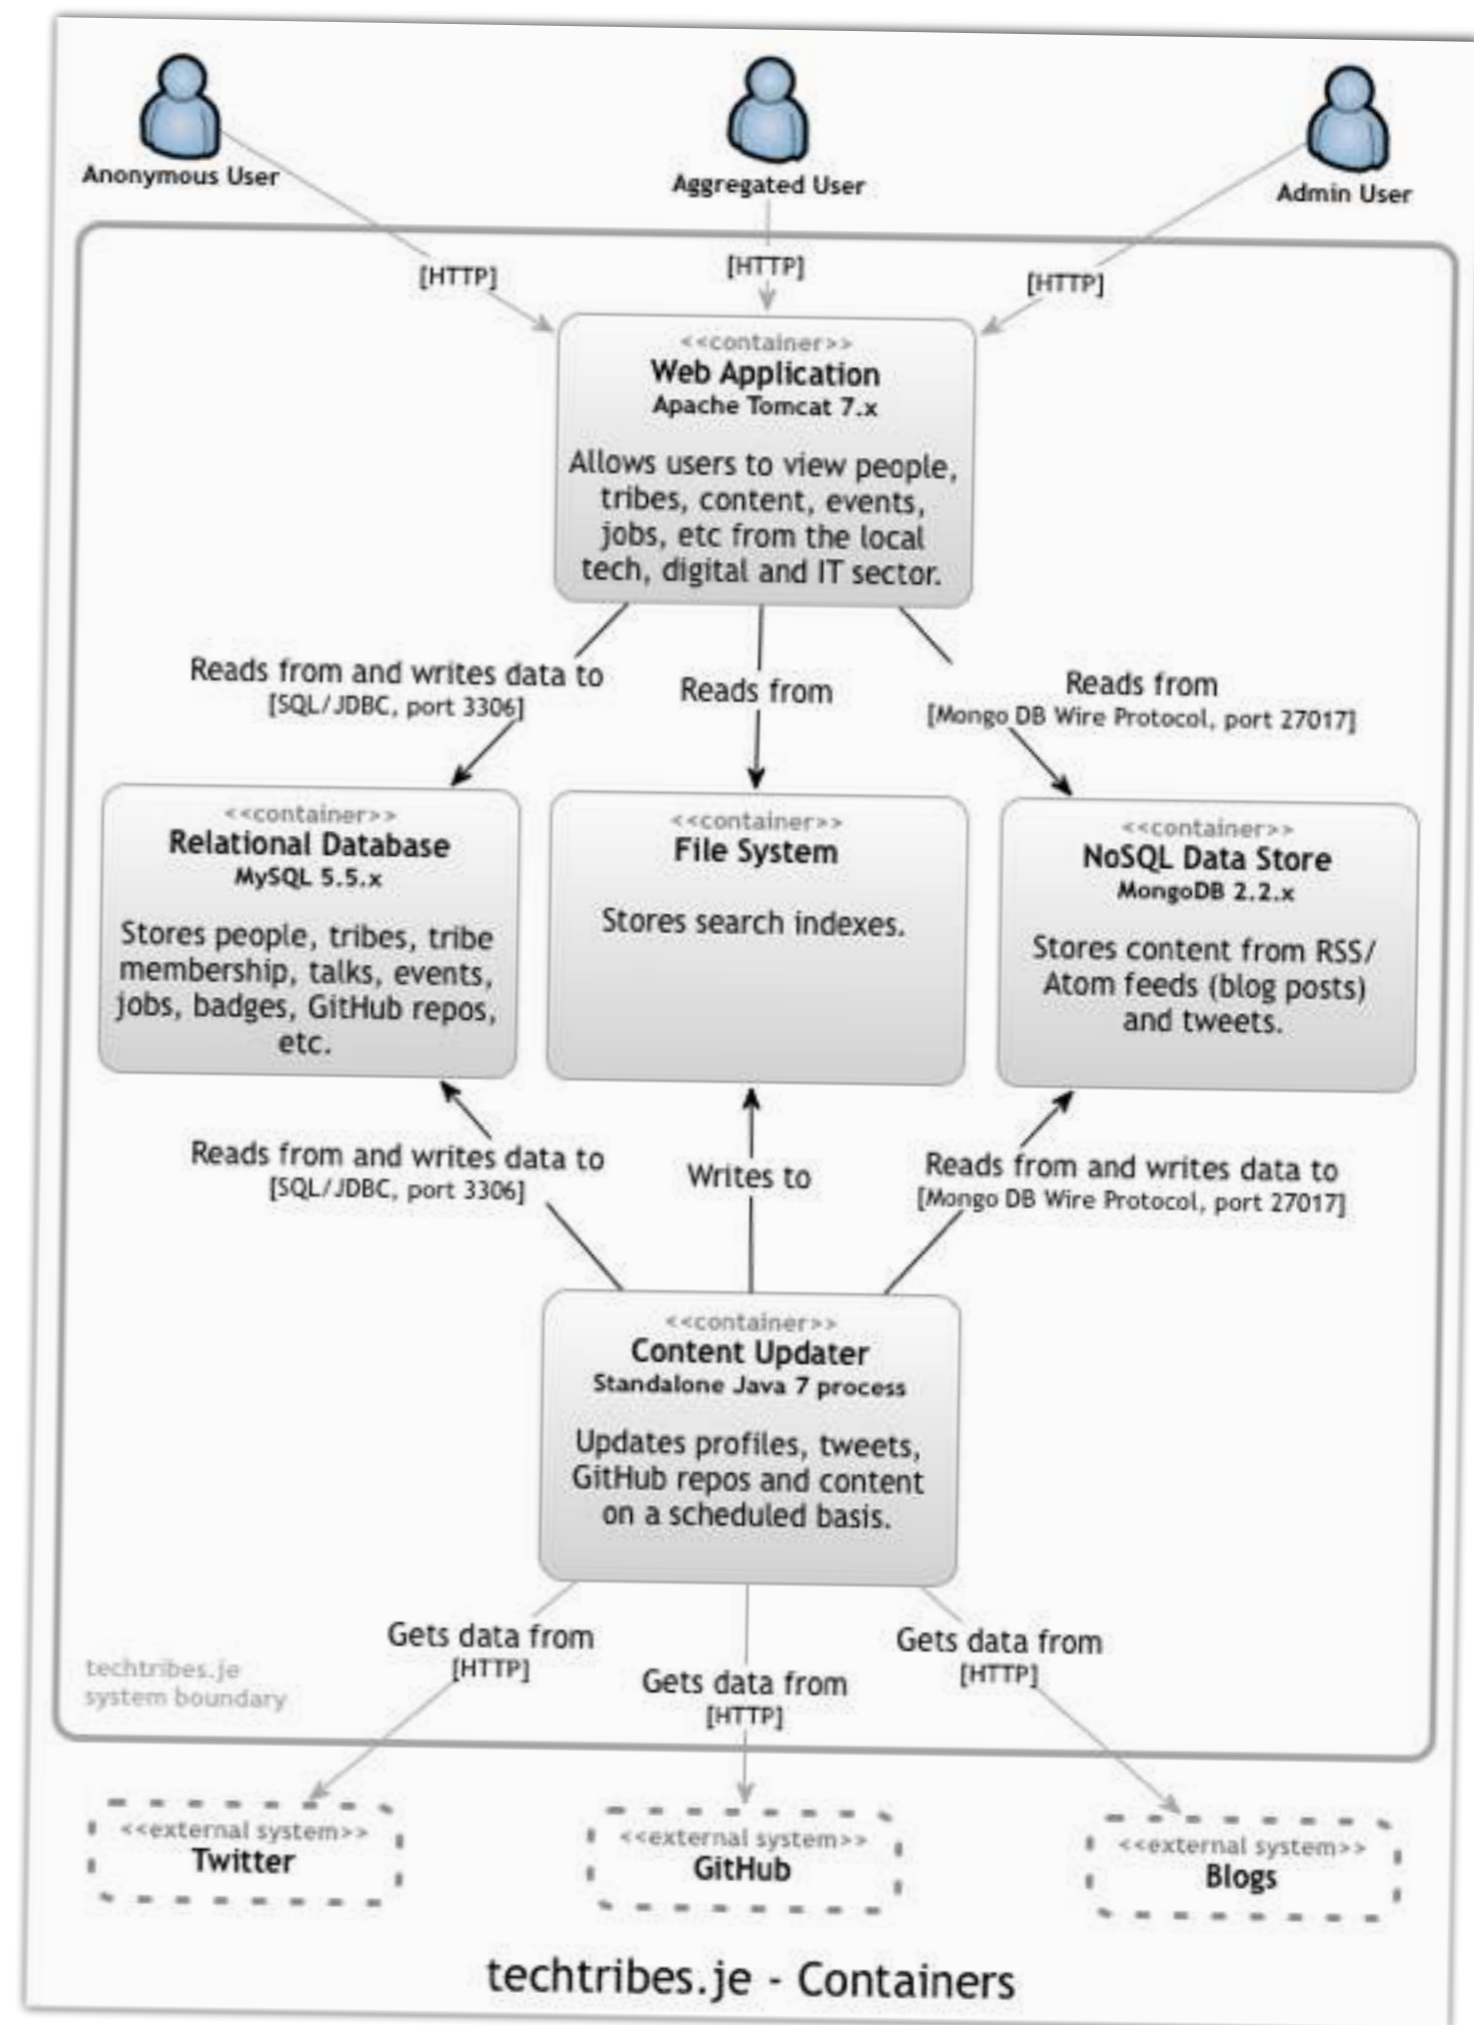 Anonymous User
Aggregated User
Admin User
[HTTP]
[HTTP]
[HTTP]
<<container>>
Web Application
Apache Tomcat 7.x
Allows users to view people,
tribes, content, events,
jobs, etc from the local
tech, digital and IT sector.
Reads from and writes data to
[SQL/JDBC, port 3306]
Reads from
Reads from
[Mongo DB Wire Protocol, port 27017]
<<container>>
Relational Database
MySQL 5.5.x
Stores people, tribes, tribe
membership, talks, events,
jobs, badges, GitHub repos,
etc.
<<container>>
File System
Stores search indexes.
<<container>>
NoSQL Data Store
MongoDB 2.2.x
Stores content from RSS/
Atom feeds (blog posts)
and tweets.
Reads from and writes data to
[SQL/JDBC, port 3306]
Writes to
Reads from and writes data to
[Mongo DB Wire Protocol, port 27017]
<<container>>
Content Updater
Standalone Java 7 process
Updates profiles, tweets,
GitHub repos and content
on a scheduled basis.
Gets data from
[HTTP]
Gets data from
[HTTP]
Gets data from
[HTTP]
techtribes.je
system boundary
<<external system>>
Twitter
<<external system>>
GitHub
<<external system>>
Blogs
techtribes.je - Containers